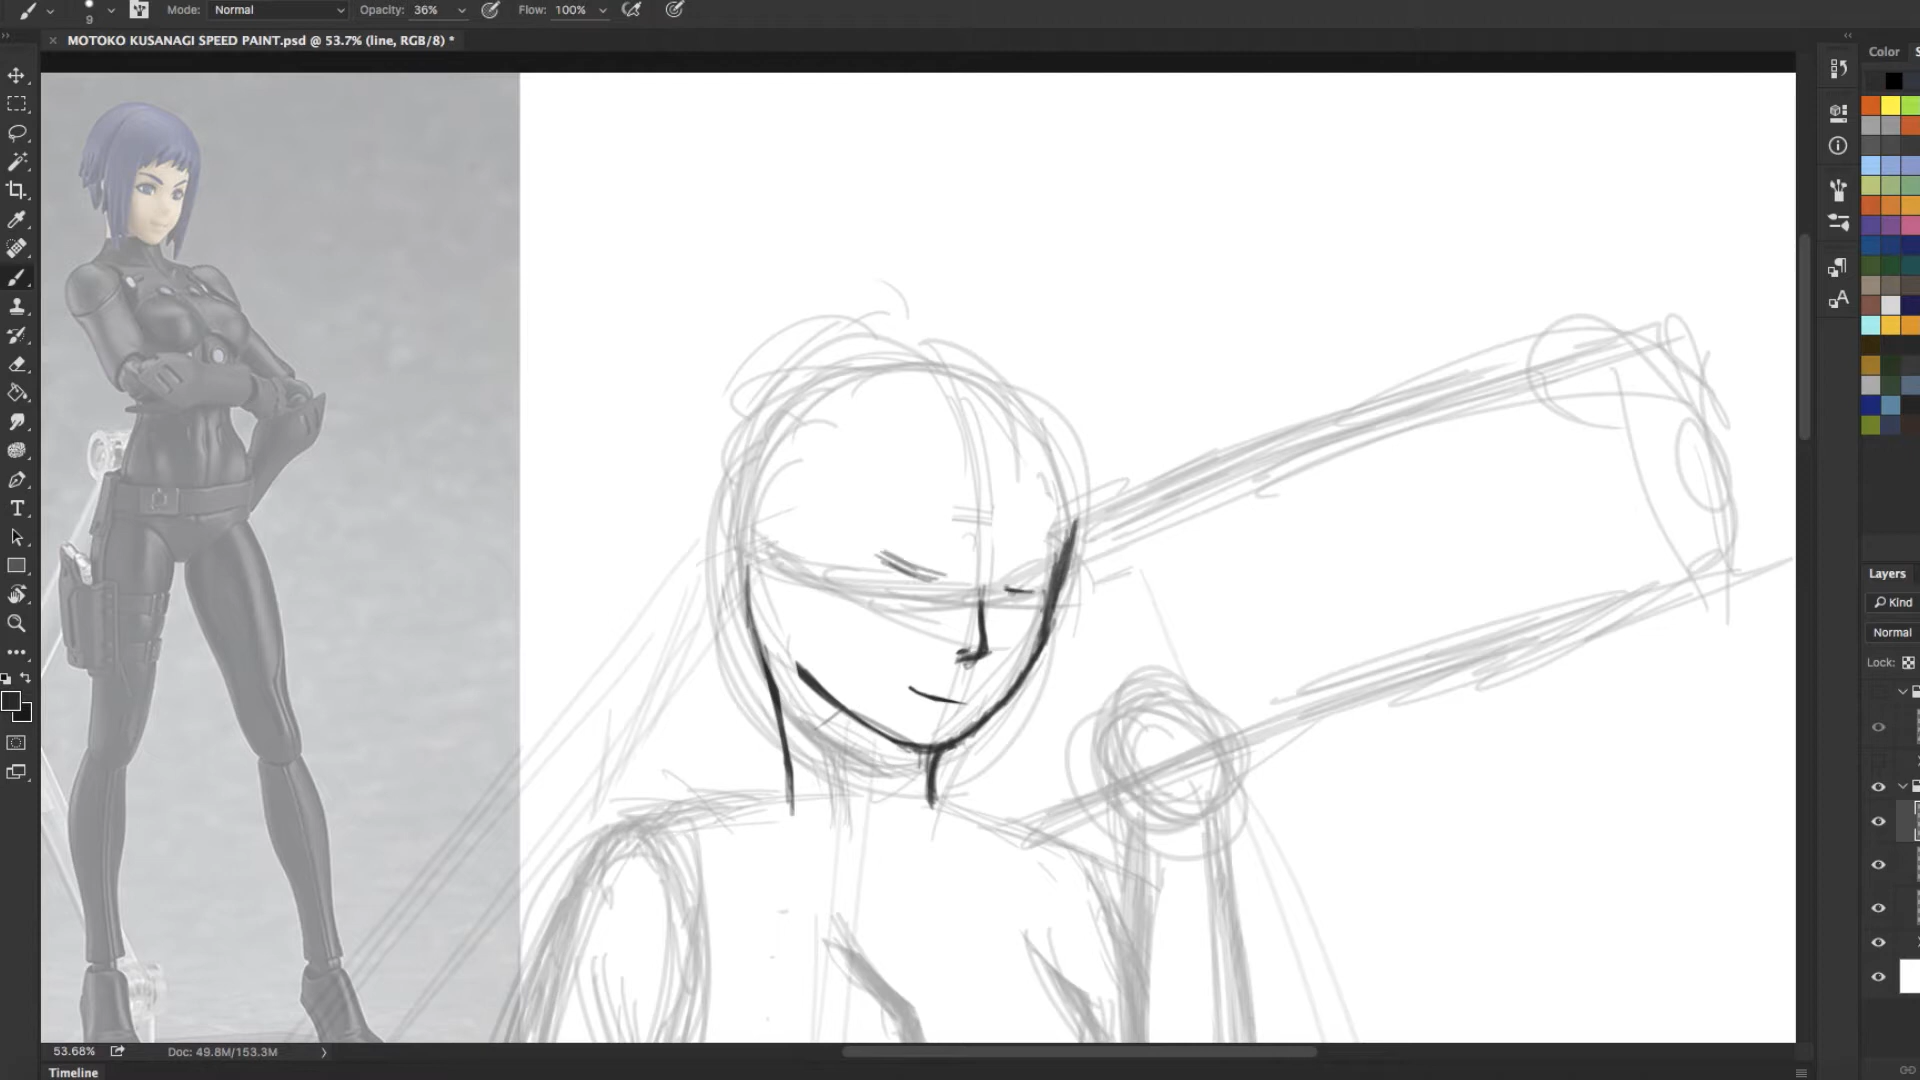 9
Mode: Normal
Opacity: 36%
Flow: 100%
MOTOKO KUSANAGI SPEED PAINT.psd @ 53.7% (line, RGB/8) *
Color
Layers
Kind
Normal
Lock:
53.68%
Doc: 49.8M/153.3M
Timeline